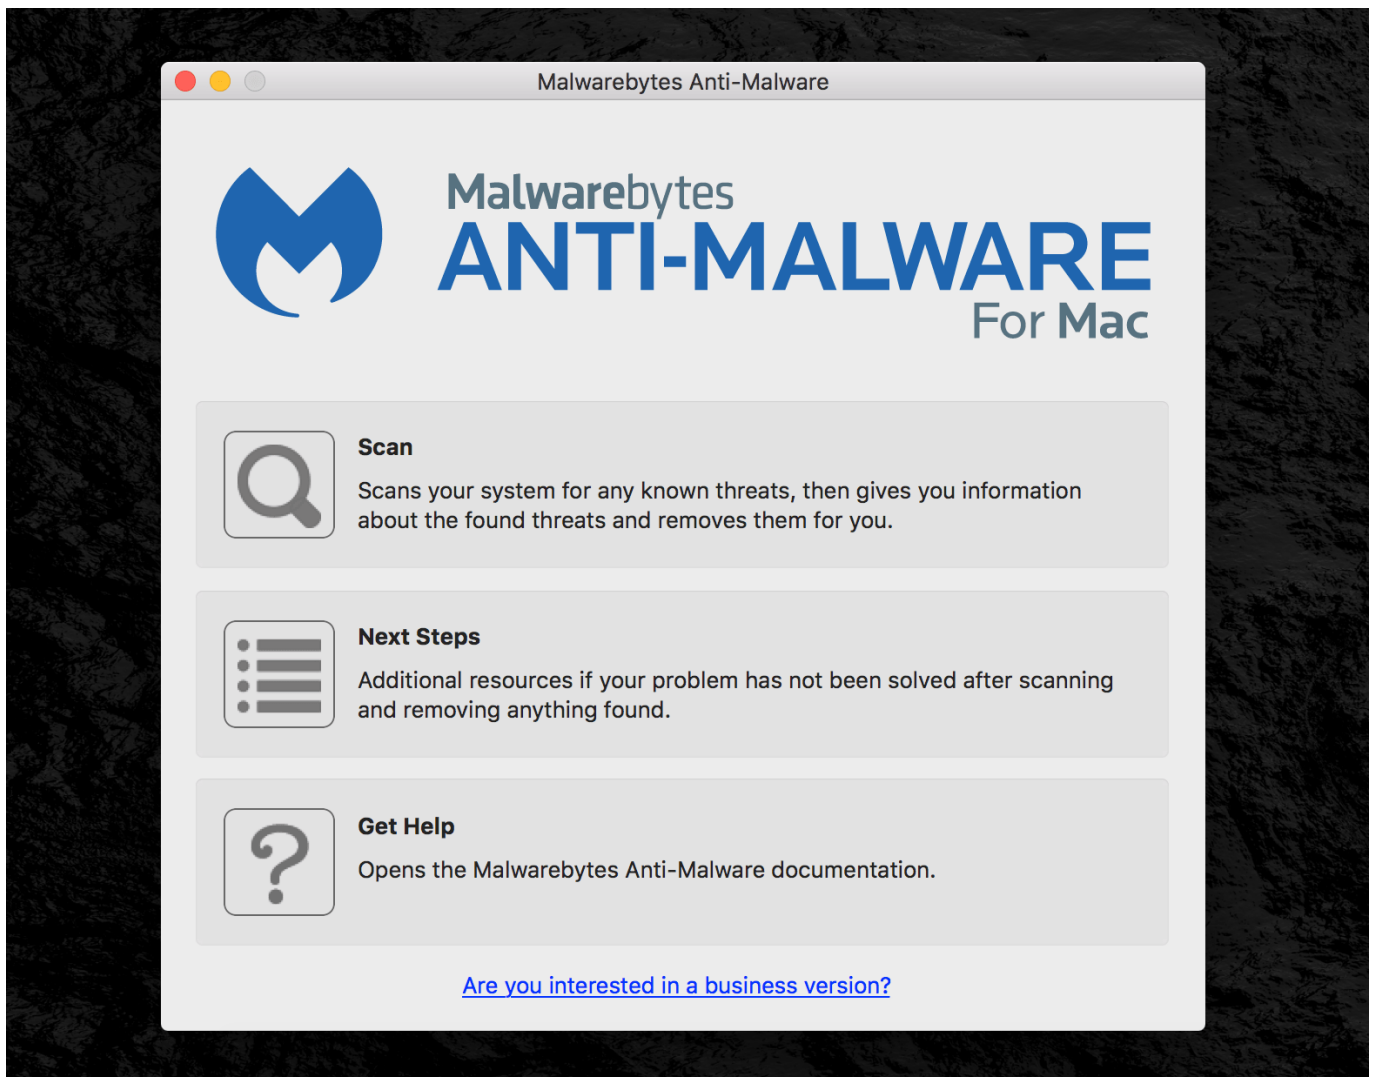 Malwarebytes Anti-Malware
Malwarebytes
ANTI-MALWARE
For Mac
Scan
Scans your system for any known threats, then gives you information
about the found threats and removes them for you.
Next Steps
Additional resources if your problem has not been solved after scanning
and removing anything found.
Get Help
Opens the Malwarebytes Anti-Malware documentation.
Are you interested in a business version?